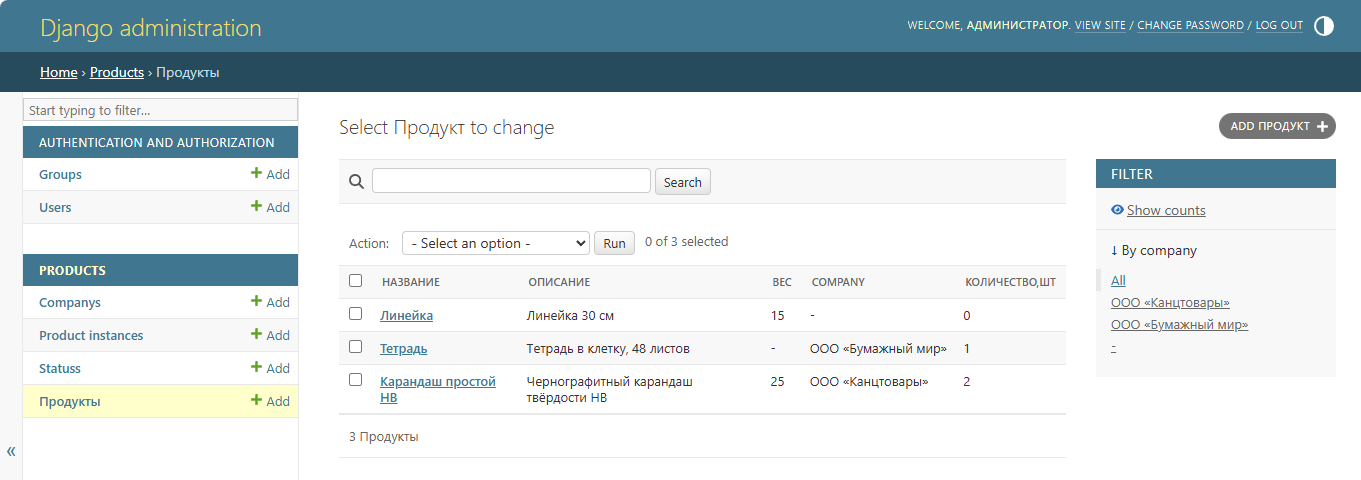 Django administration
WELCOME, АДМИНИСТРАТОР. VIEW SITE / CHANGE PASSWORD / LOG OUT
Home › Products › Продукты
Start typing to filter...
AUTHENTICATION AND AUTHORIZATION
Groups + Add
Users + Add
PRODUCTS
Companys + Add
Product instances + Add
Statuss + Add
Продукты + Add
«
Select Продукт to change
ADD ПРОДУКТ +
Search
Action: - Select an option - Run 0 of 3 selected
НАЗВАНИЕ ОПИСАНИЕ ВЕС COMPANY КОЛИЧЕСТВО,ШТ
Линейка Линейка 30 см 15 - 0
Тетрадь Тетрадь в клетку, 48 листов - ООО «Бумажный мир» 1
Карандаш простой HB Чернографитный карандаш твёрдости HB 25 ООО «Канцтовары» 2
3 Продукты
FILTER
Show counts
↓ By company
All
ООО «Канцтовары»
ООО «Бумажный мир»
-